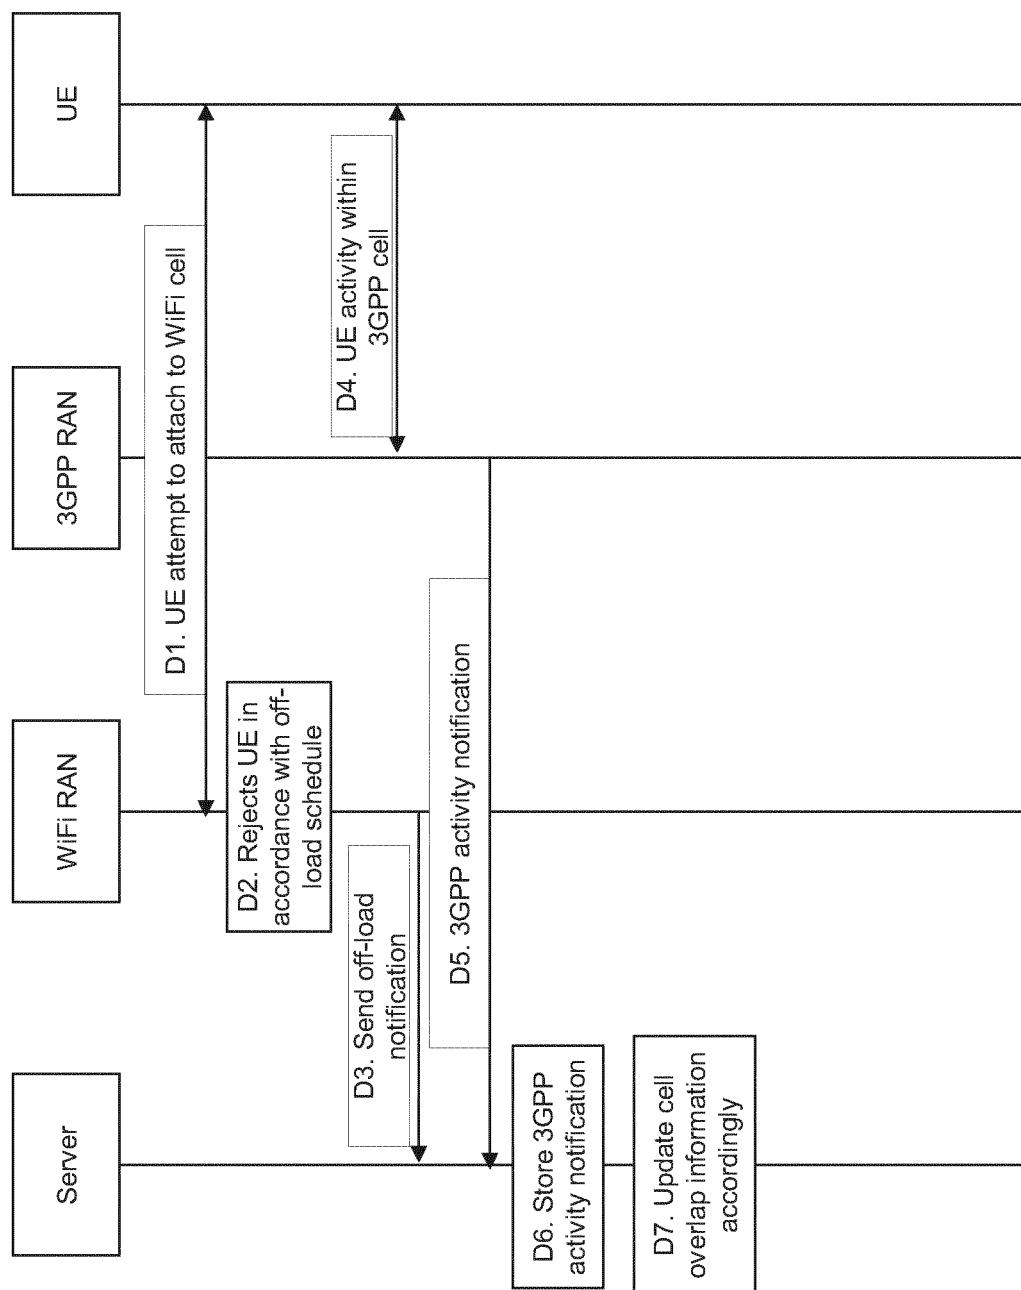 Server
WiFi RAN
3GPP RAN
UE
D1. UE attempt to attach to WiFi cell
D2. Rejects UE in
accordance with off-
load schedule
D3. Send off-load
notification
D4. UE activity within
3GPP cell
D5. 3GPP activity notification
D6. Store 3GPP
activity notification
D7. Update cell
overlap information
accordingly